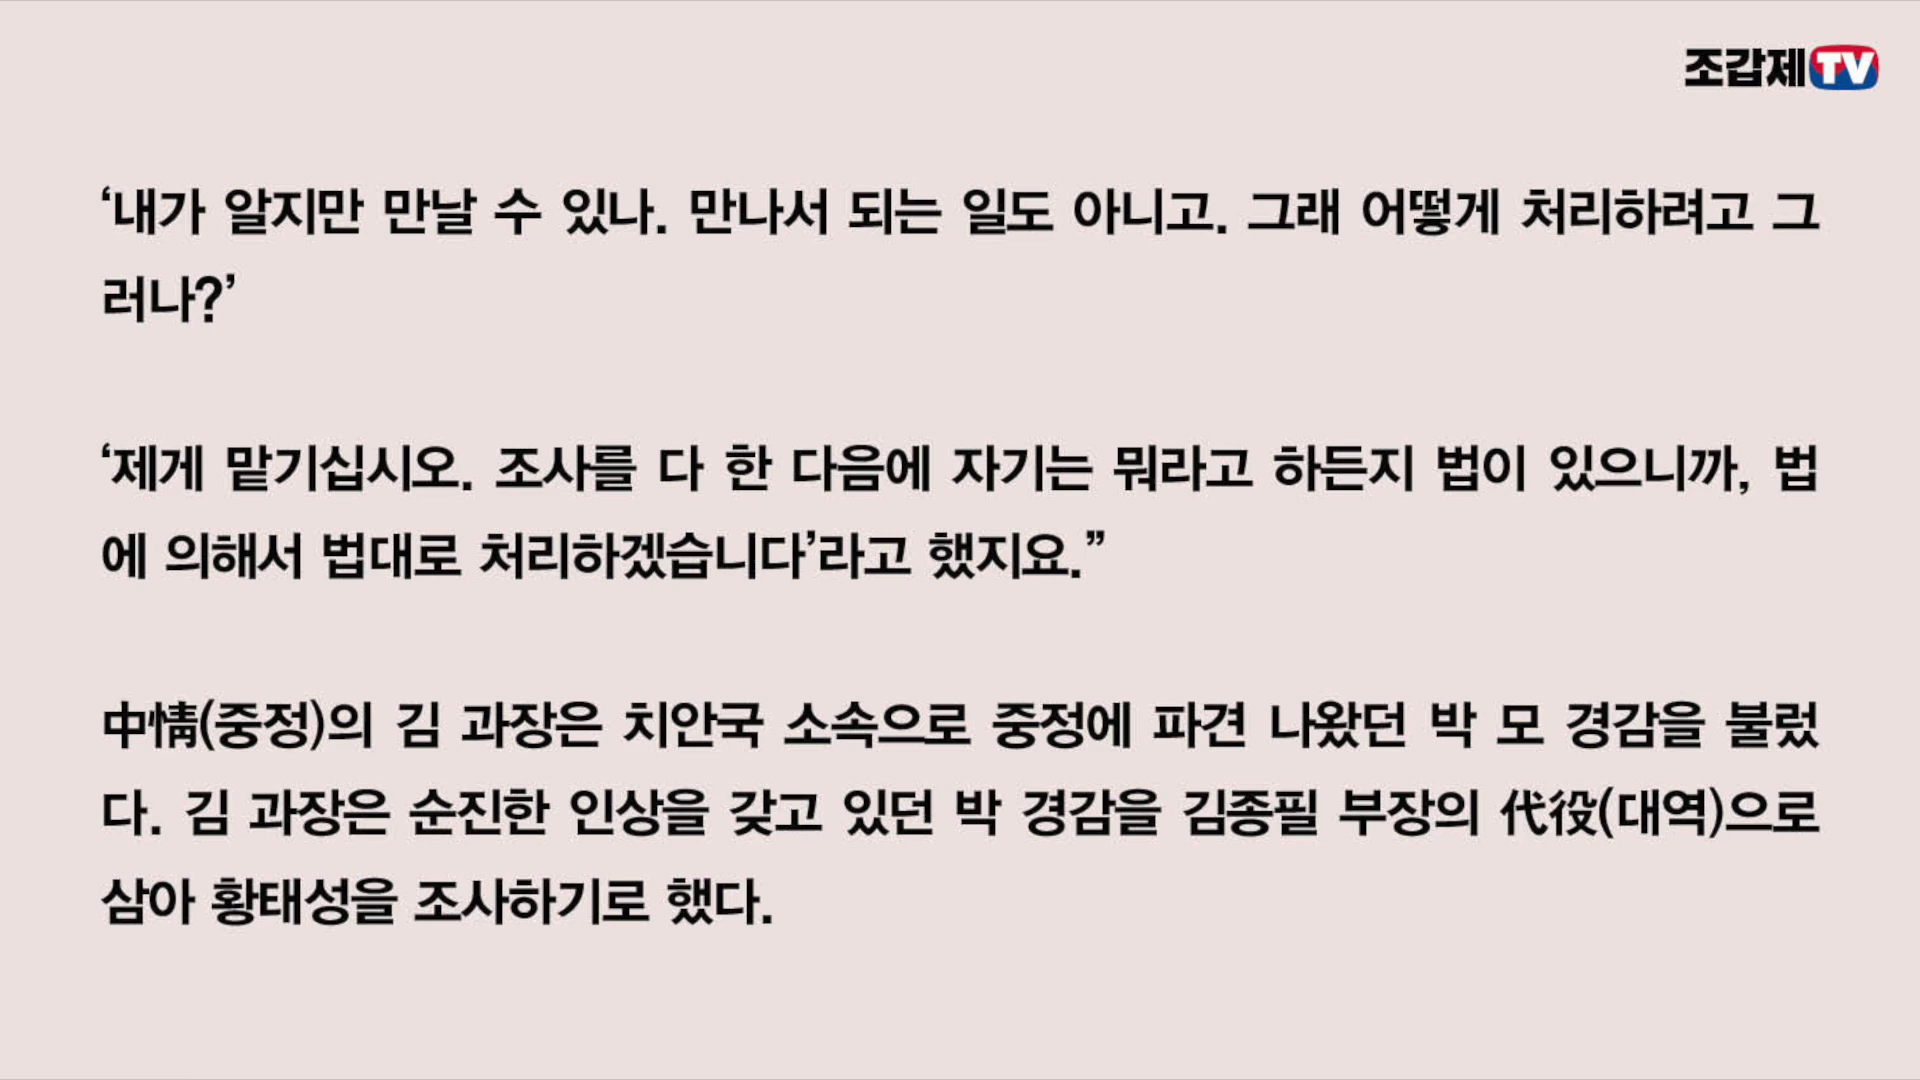 조갑제TV
‘내가 알지만 만날 수 있나. 만나서 되는 일도 아니고. 그래 어떻게 처리하려고 그
러나?’
‘제게 맡기십시오. 조사를 다 한 다음에 자기는 뭐라고 하든지 법이 있으니까, 법
에 의해서 법대로 처리하겠습니다’라고 했지요.”
中情(중정)의 김 과장은 치안국 소속으로 중정에 파견 나왔던 박 모 경감을 불렀
다. 김 과장은 순진한 인상을 갖고 있던 박 경감을 김종필 부장의 代役(대역)으로
삼아 황태성을 조사하기로 했다.